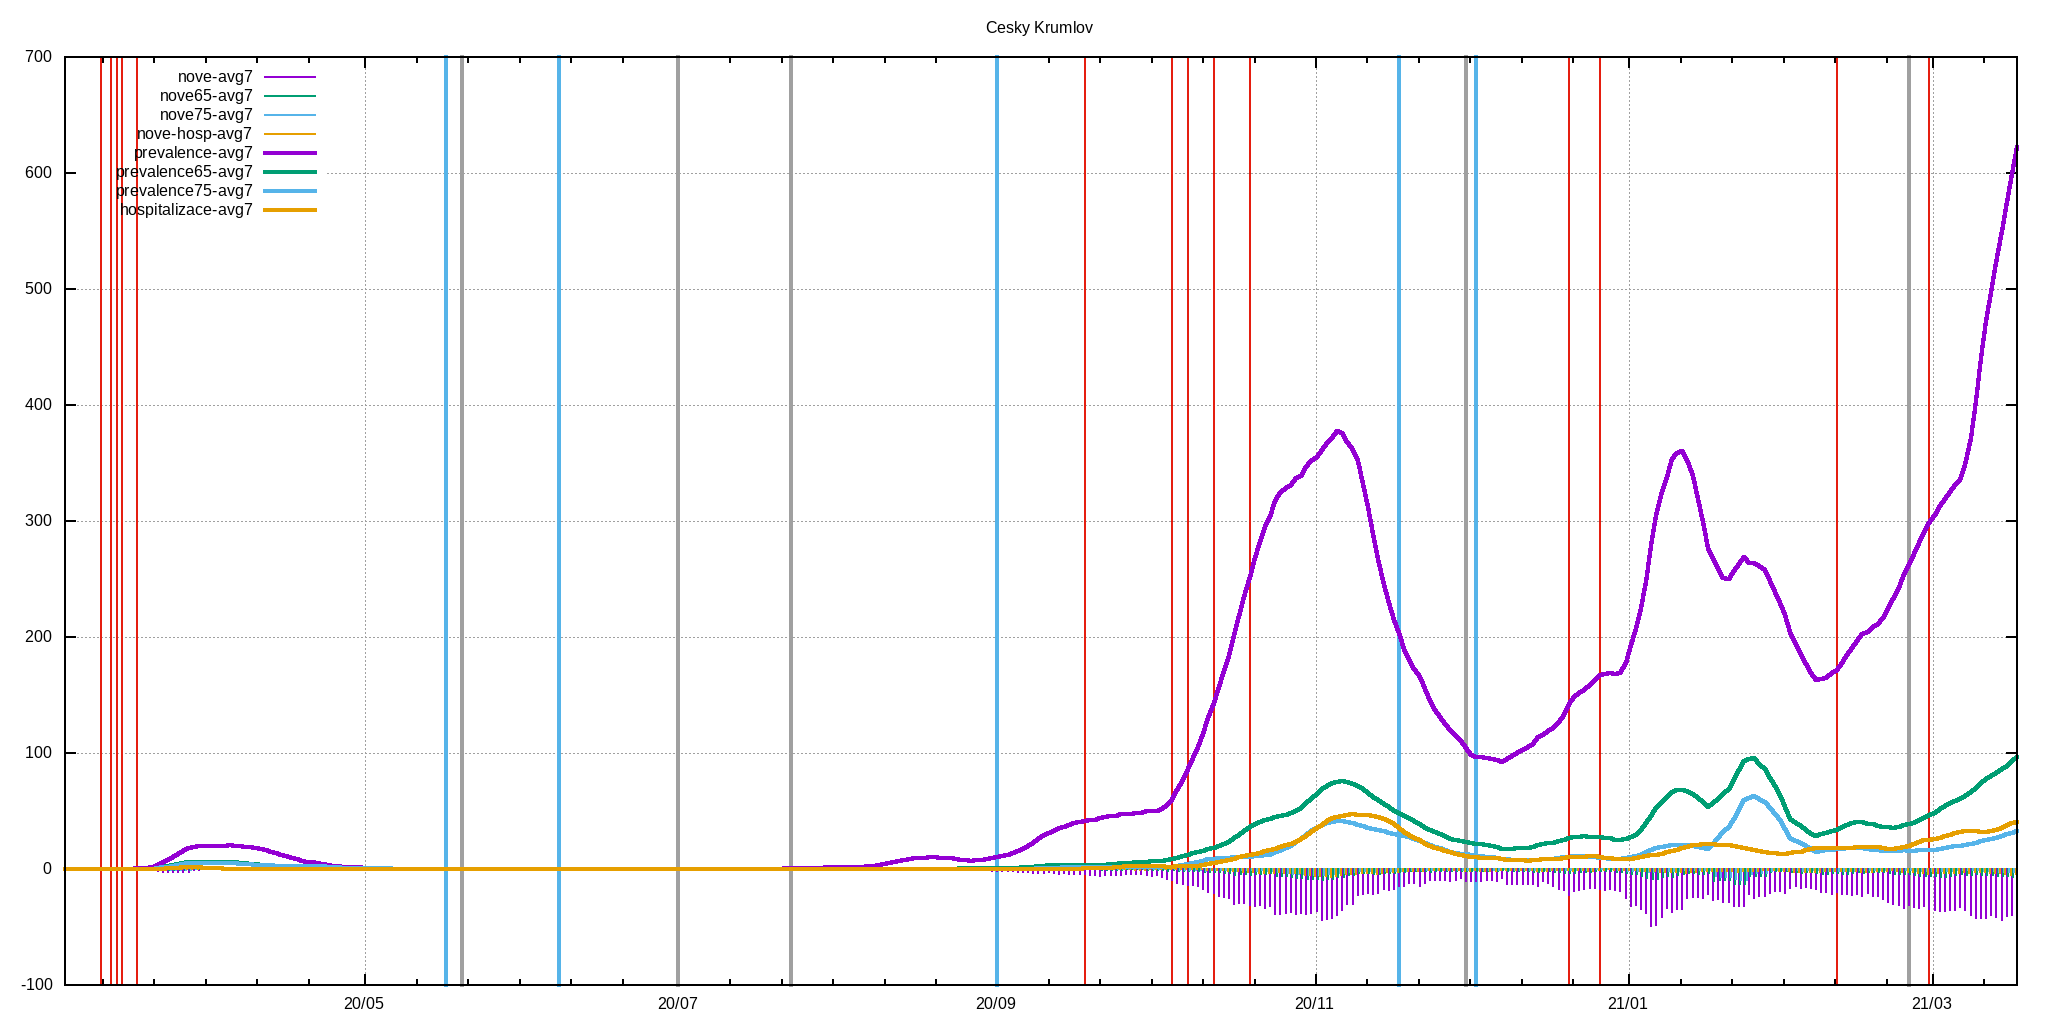 Cesky Krumlov
700
600
500
400
300
200
100
0
-100
nove-avg7
nove65-avg7
nove75-avg7
nove-hosp-avg7
prevalence-avg7
prevalence65-avg7
prevalence75-avg7
hospitalizace-avg7
20/05 20/07 20/09 20/11 21/01 21/03